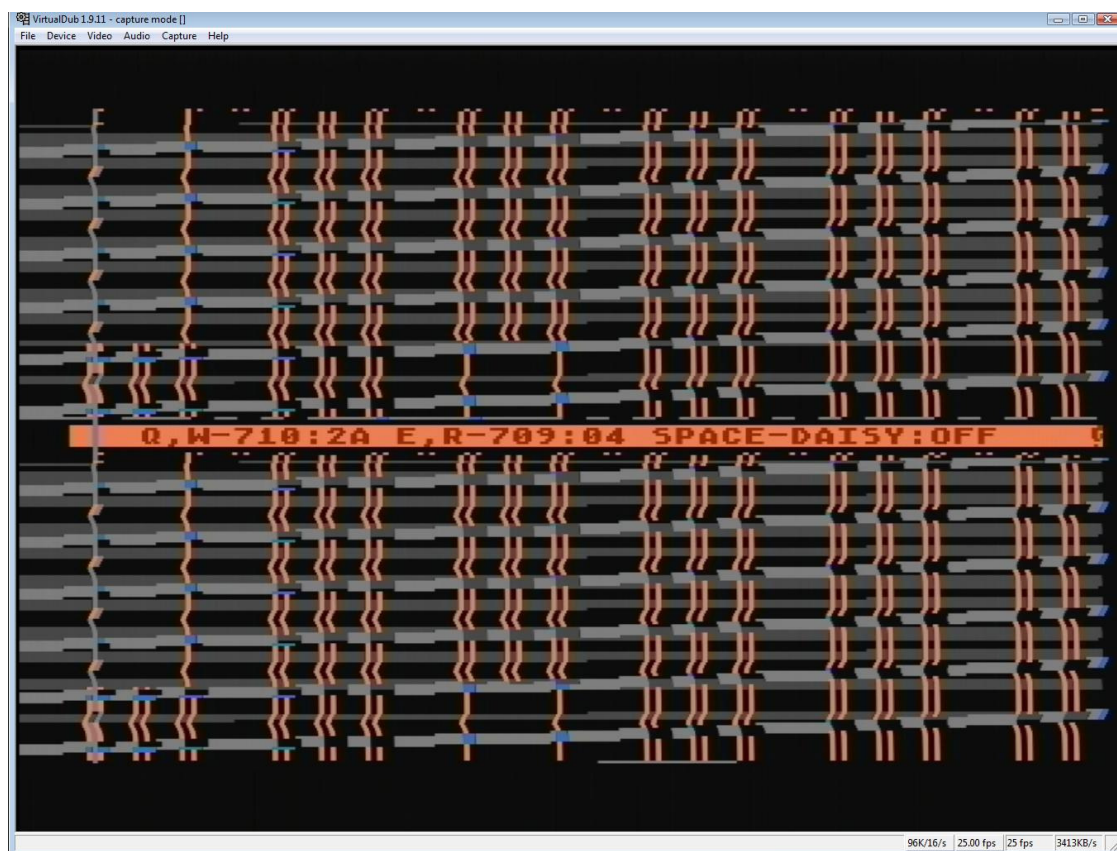 VirtualDub 1.9.11 - capture mode []
File Device Video Audio Capture Help
Q,W-710:2A E,R-709:04 SPACE-DAISY:OFF
96K/16/s 25.00 fps 25 fps 3413KB/s